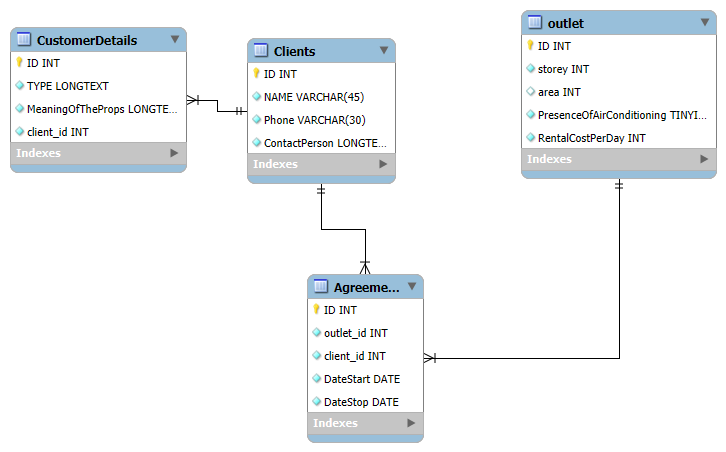 CustomerDetails
ID INT
TYPE LONGTEXT
MeaningOfTheProps LONGTE...
client_id INT
Indexes
Clients
ID INT
NAME VARCHAR(45)
Phone VARCHAR(30)
ContactPerson LONGTE...
Indexes
outlet
ID INT
storey INT
area INT
PresenceOfAirConditioning TINYI...
RentalCostPerDay INT
Indexes
Agreeme...
ID INT
outlet_id INT
client_id INT
DateStart DATE
DateStop DATE
Indexes